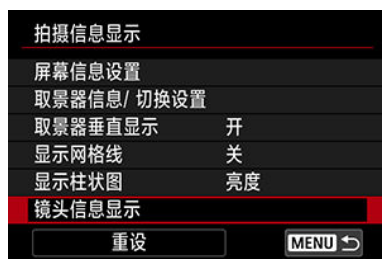 拍摄信息显示
屏幕信息设置
取景器信息/ 切换设置
取景器垂直显示 开
显示网格线 关
显示柱状图 亮度
镜头信息显示
重设 MENU